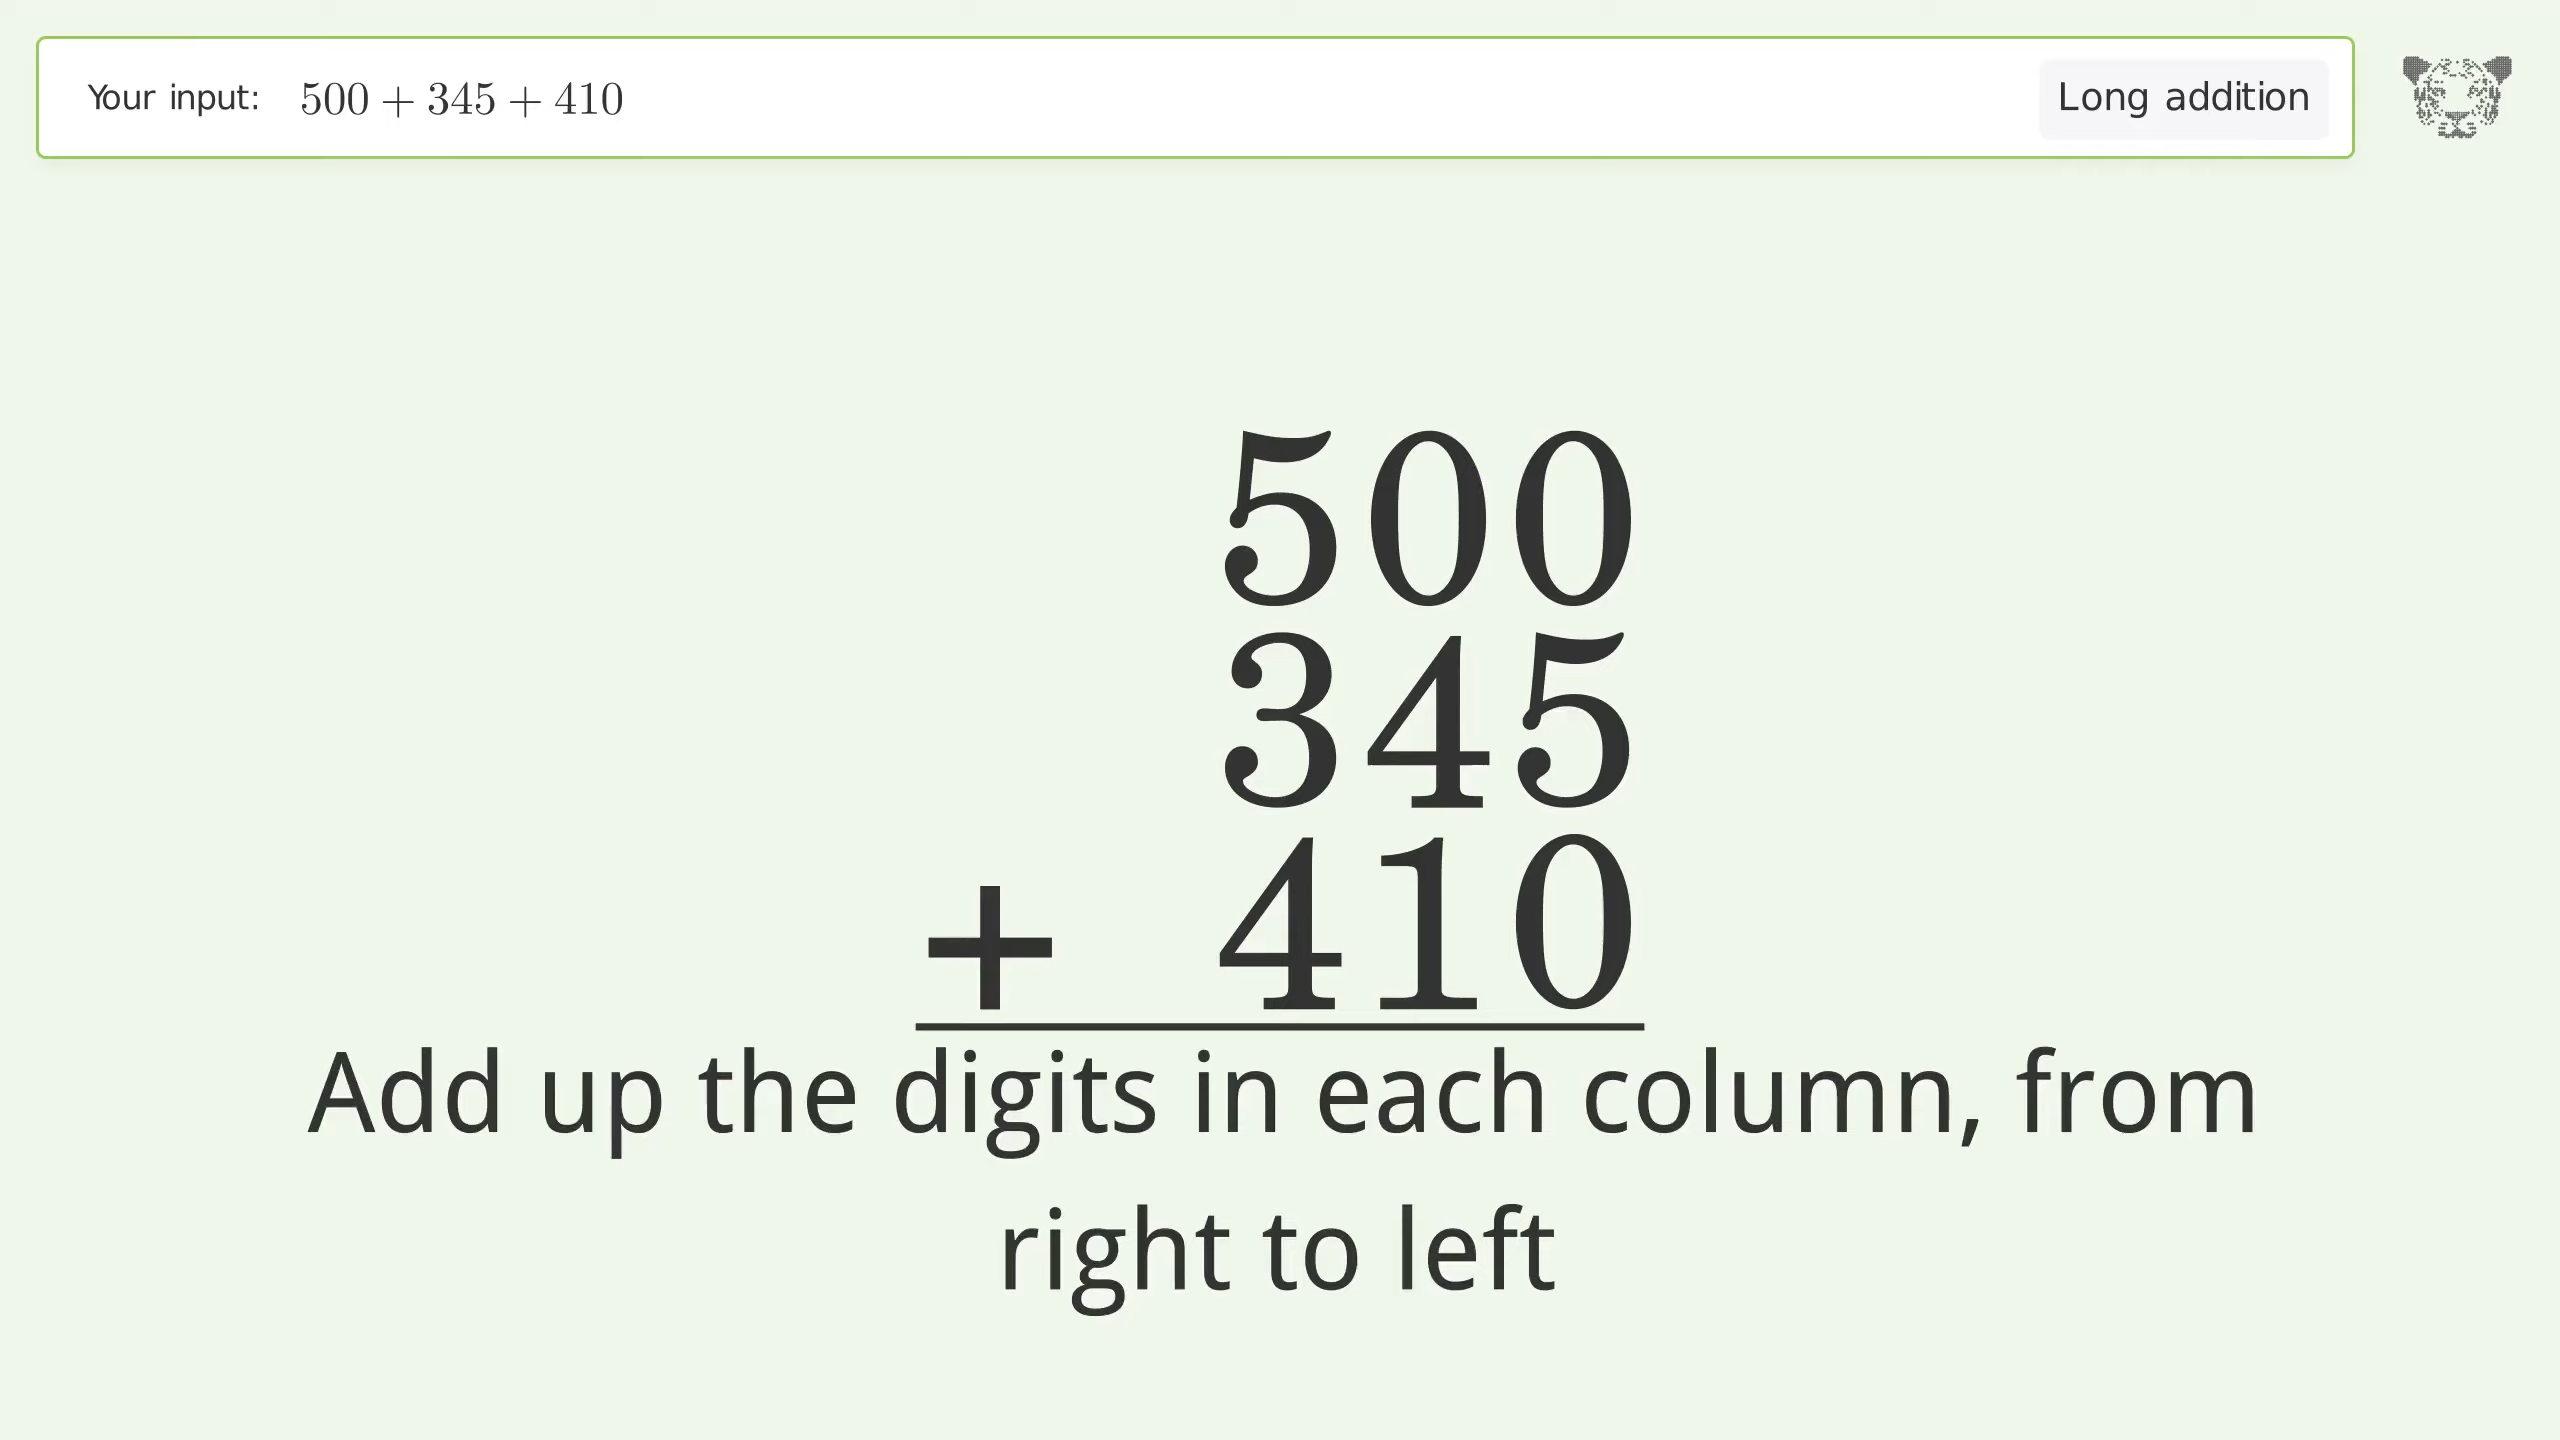 Your input: 500 + 345 + 410
Long addition
500
345
+ 410
Add up the digits in each column, from
right to left